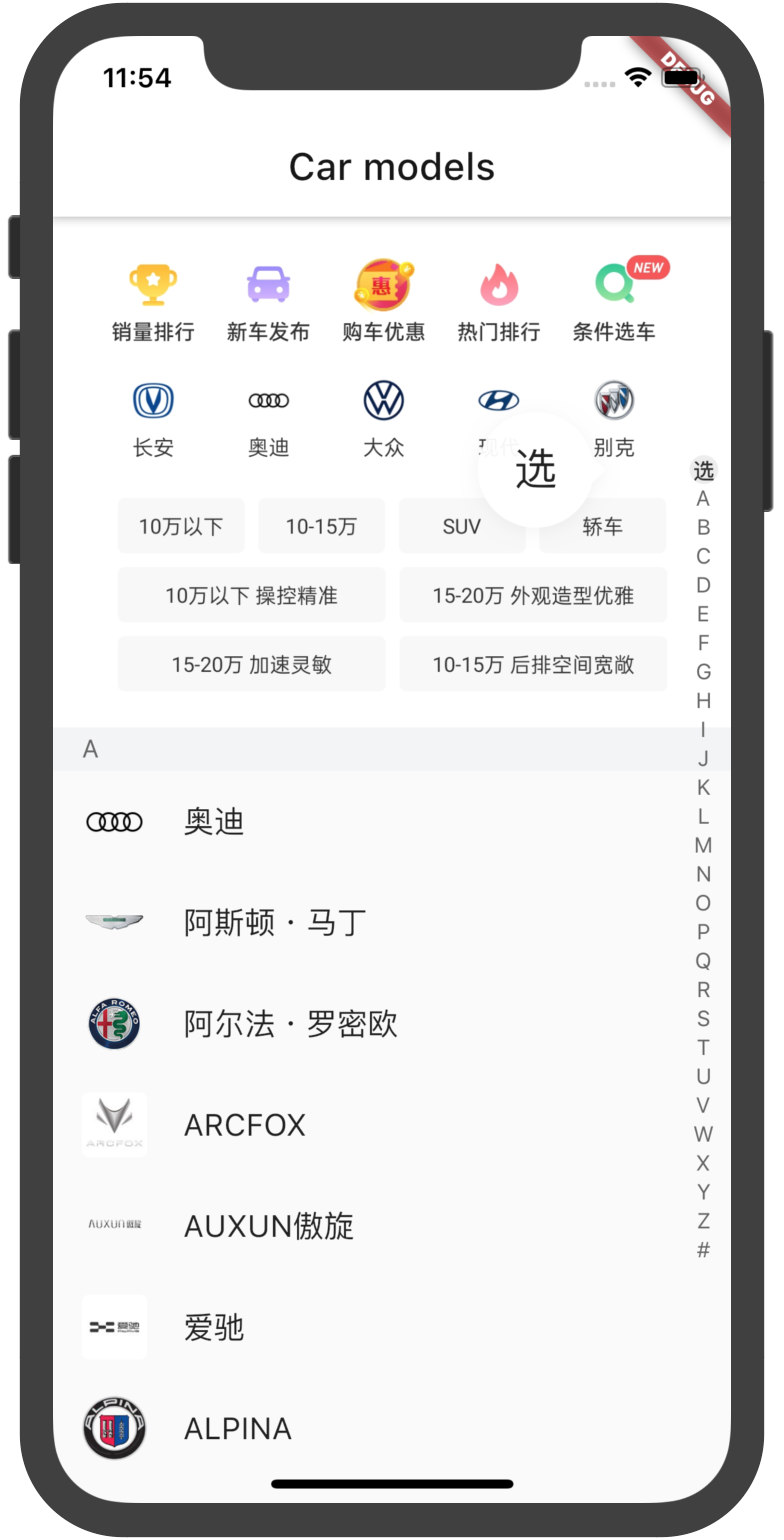 11:54
DEBUG
Car models
惠
NEW
销量排行 新车发布 购车优惠 热门排行 条件选车
长安 奥迪 大众 现代 别克
选
选
10万以下 10-15万 SUV 轿车
10万以下 操控精准 15-20万 外观造型优雅
15-20万 加速灵敏 10-15万 后排空间宽敞
A
奥迪
阿斯顿·马丁
ALFA ROMEO
阿尔法·罗密欧
ARCFOX
ARCFOX
AUXUN傲旋
AUXUN傲旋
爱驰
爱驰
ALPINA
ALPINA
A
B
C
D
E
F
G
H
I
J
K
L
M
N
O
P
Q
R
S
T
U
V
W
X
Y
Z
#